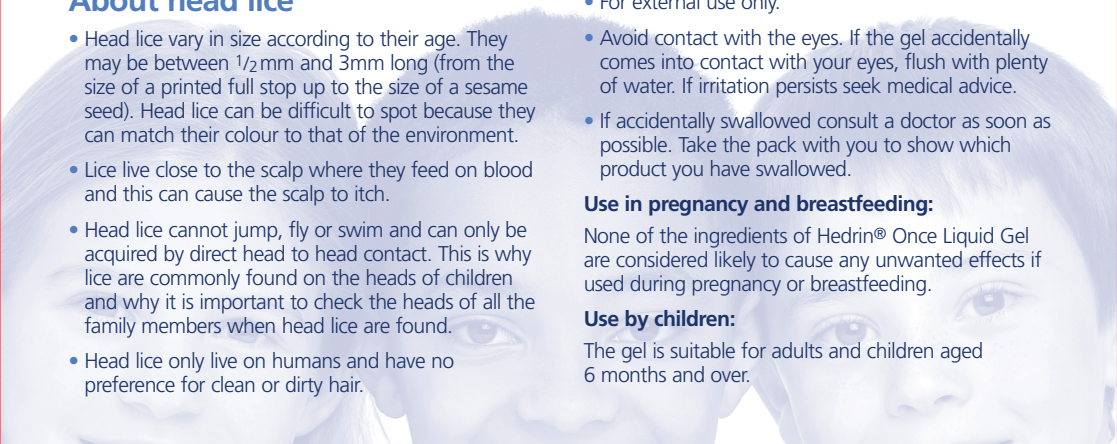 About head lice
• Head lice vary in size according to their age. They
may be between 1/2mm and 3mm long (from the
size of a printed full stop up to the size of a sesame
seed). Head lice can be difficult to spot because they
can match their colour to that of the environment.
• Lice live close to the scalp where they feed on blood
and this can cause the scalp to itch.
• Head lice cannot jump, fly or swim and can only be
acquired by direct head to head contact. This is why
lice are commonly found on the heads of children
and why it is important to check the heads of all the
family members when head lice are found.
• Head lice only live on humans and have no
preference for clean or dirty hair.
• For external use only.
• Avoid contact with the eyes. If the gel accidentally
comes into contact with your eyes, flush with plenty
of water. If irritation persists seek medical advice.
• If accidentally swallowed consult a doctor as soon as
possible. Take the pack with you to show which
product you have swallowed.
Use in pregnancy and breastfeeding:
None of the ingredients of Hedrin® Once Liquid Gel
are considered likely to cause any unwanted effects if
used during pregnancy or breastfeeding.
Use by children:
The gel is suitable for adults and children aged
6 months and over.